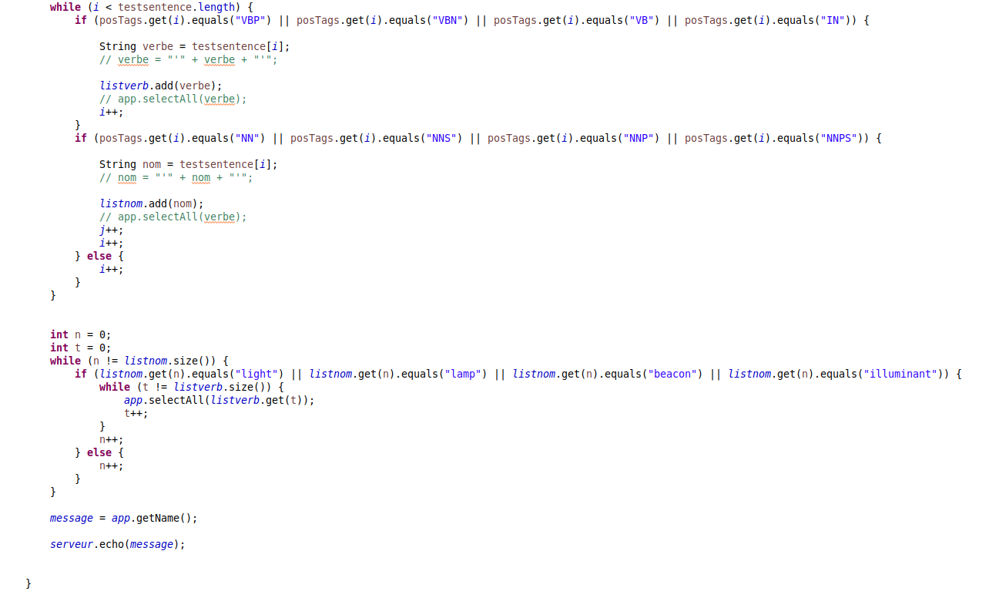 while (i < testsentence.length) {
if (posTags.get(i).equals("VBP") || posTags.get(i).equals("VBN") || posTags.get(i).equals("VB") || posTags.get(i).equals("IN")) {
String verbe = testsentence[i];
// verbe = "'" + verbe + "'";
listverb.add(verbe);
// app.selectAll(verbe);
i++;
}
if (posTags.get(i).equals("NN") || posTags.get(i).equals("NNS") || posTags.get(i).equals("NNP") || posTags.get(i).equals("NNPS")) {
String nom = testsentence[i];
// nom = "'" + nom + "'";
listnom.add(nom);
// app.selectAll(verbe);
j++;
i++;
} else {
i++;
}
}
int n = 0;
int t = 0;
while (n != listnom.size()) {
if (listnom.get(n).equals("light") || listnom.get(n).equals("lamp") || listnom.get(n).equals("beacon") || listnom.get(n).equals("illuminant")) {
while (t != listverb.size()) {
app.selectAll(listverb.get(t));
t++;
}
n++;
} else {
n++;
}
}
message = app.getName();
serveur.echo(message);
}